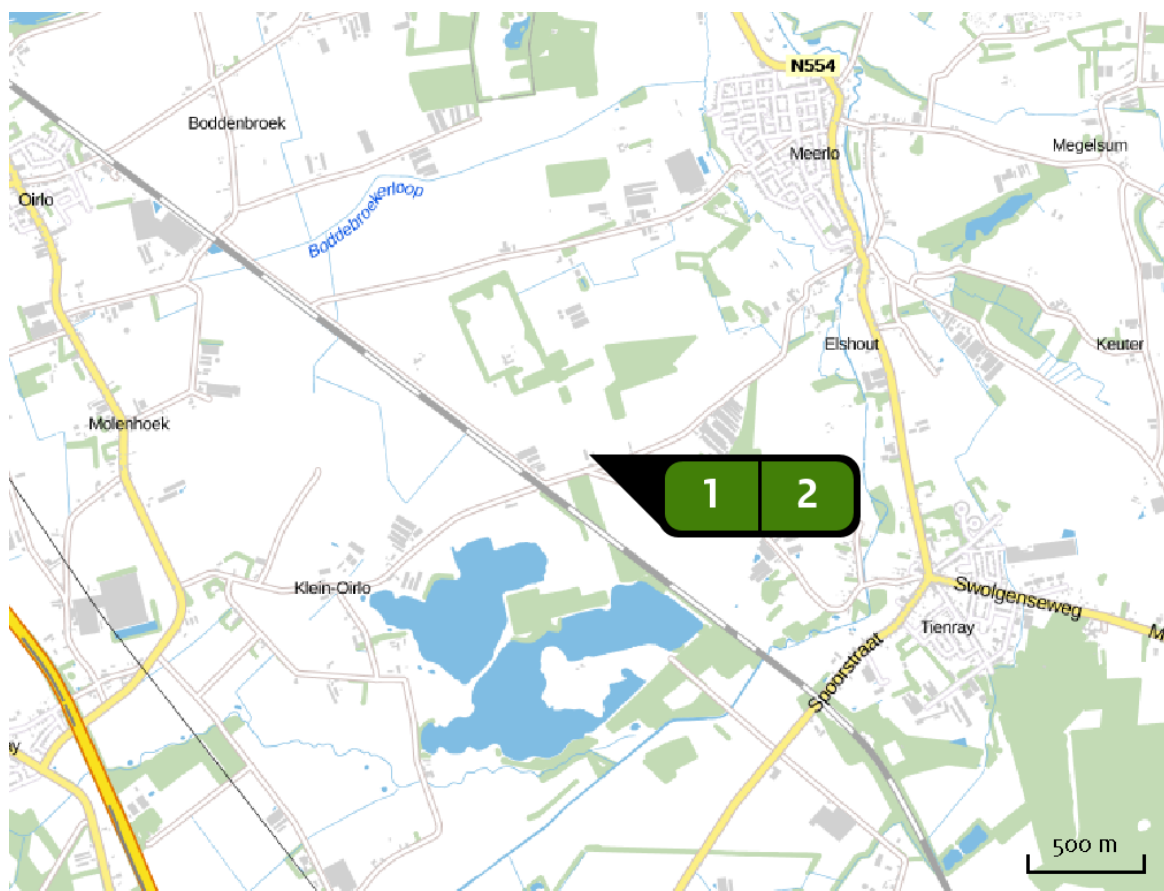 N554
Boddenbroek
Meerlo
Megelsum
Oirlo
Boddebroekerloop
Elshout
Keuter
Molenhoek
1 2
Klein-Oirlo
Swolgenseweg
Tienray
Spoorstraat
500 m